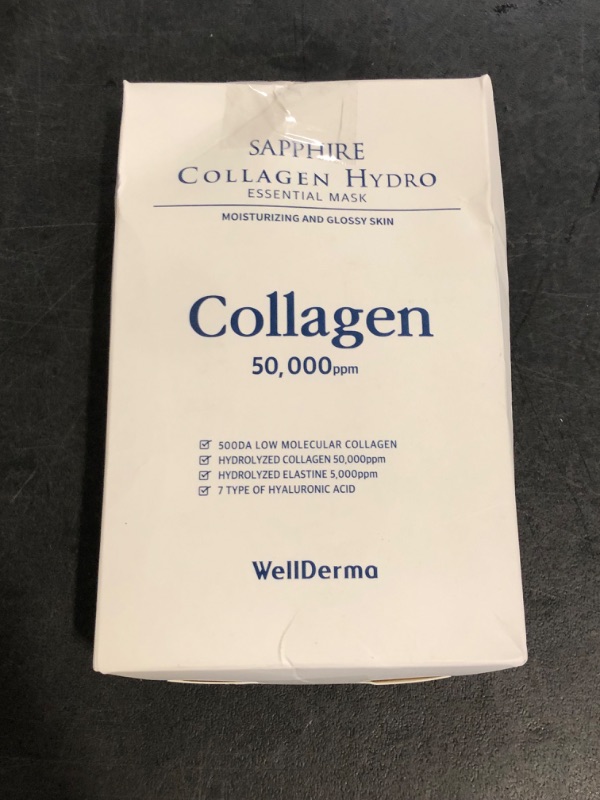 SAPPHIRE
COLLAGEN HYDRO
ESSENTIAL MASK
MOISTURIZING AND GLOSSY SKIN
Collagen
50,000ppm
500DA LOW MOLECULAR COLLAGEN
HYDROLYZED COLLAGEN 50,000ppm
HYDROLYZED ELASTINE 5,000ppm
7 TYPE OF HYALURONIC ACID
WellDerma